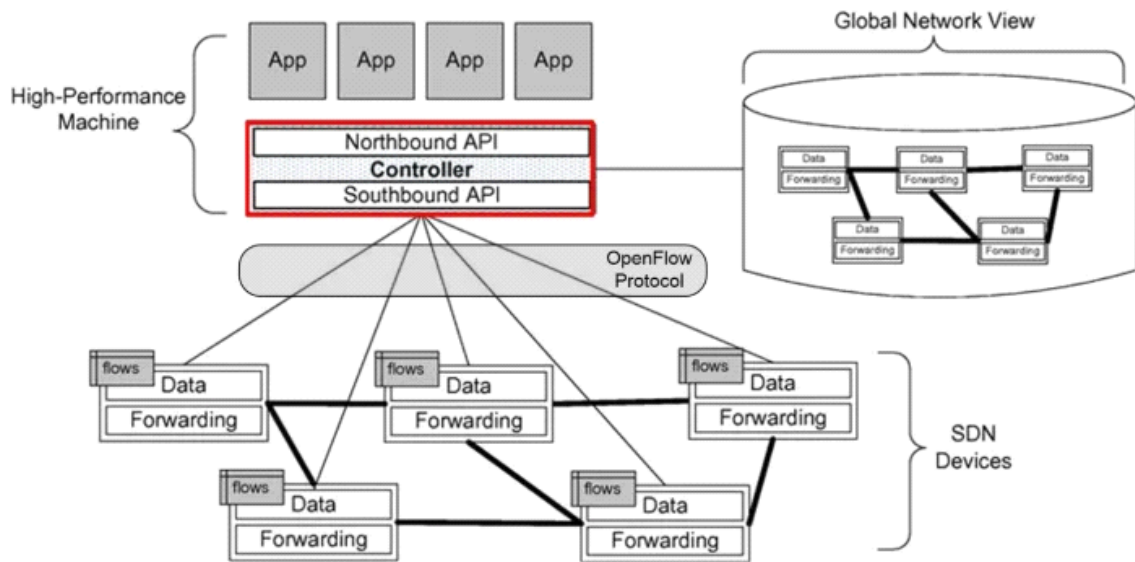 Global Network View
App
App
App
App
High-Performance
Machine
Northbound API
Controller
Southbound API
Data
Forwarding
Data
Forwarding
Data
Forwarding
Data
Forwarding
Data
Forwarding
OpenFlow
Protocol
flows
Data
Forwarding
flows
Data
Forwarding
flows
Data
Forwarding
SDN
Devices
flows
Data
Forwarding
flows
Data
Forwarding